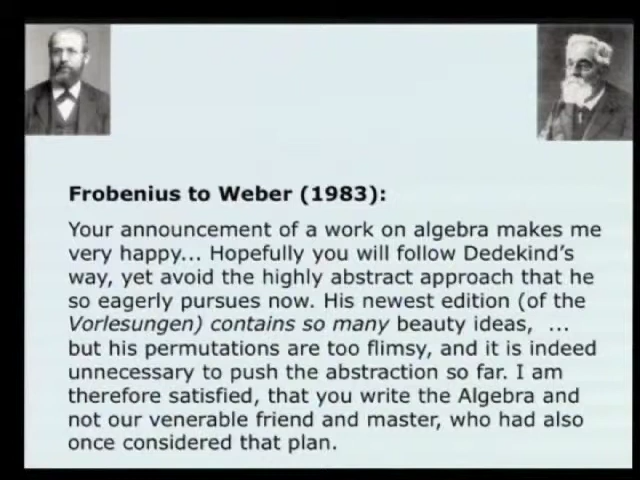 Frobenius to Weber (1983):
Your announcement of a work on algebra makes me
very happy... Hopefully you will follow Dedekind's
way, yet avoid the highly abstract approach that he
so eagerly pursues now. His newest edition (of the
Vorlesungen) contains so many beauty ideas, ...
but his permutations are too flimsy, and it is indeed
unnecessary to push the abstraction so far. I am
therefore satisfied, that you write the Algebra and
not our venerable friend and master, who had also
once considered that plan.